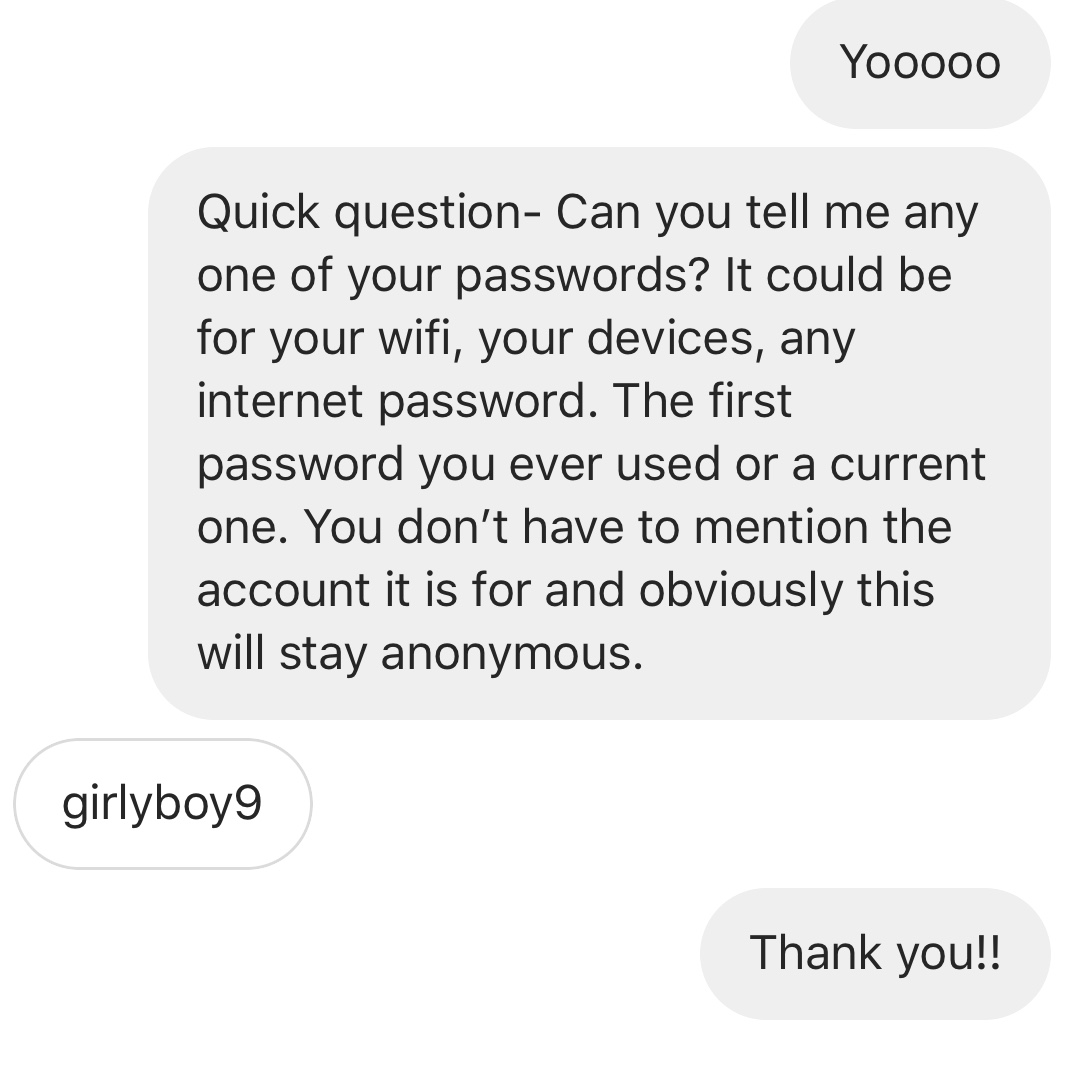 Yooooo
Quick question- Can you tell me any
one of your passwords? It could be
for your wifi, your devices, any
internet password. The first
password you ever used or a current
one. You don’t have to mention the
account it is for and obviously this
will stay anonymous.
girlyboy9
Thank you!!